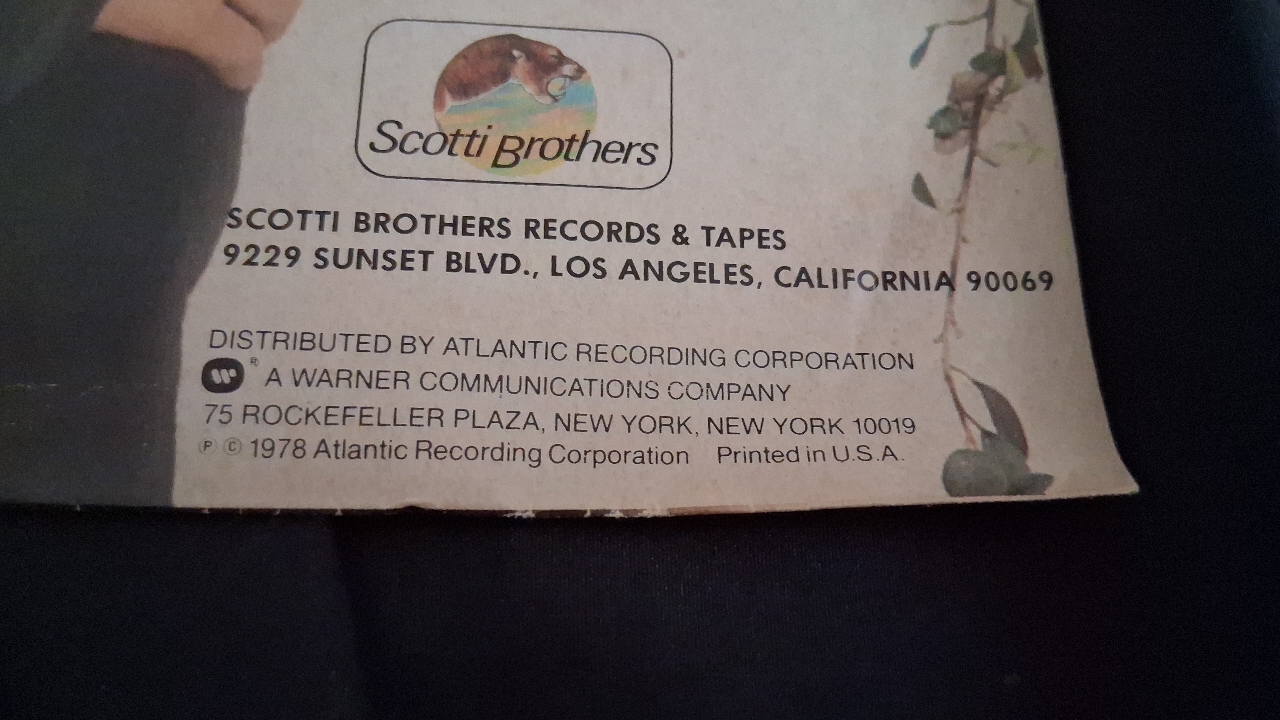 Scotti Brothers
SCOTTI BROTHERS RECORDS & TAPES
9229 SUNSET BLVD., LOS ANGELES, CALIFORNIA 90069
DISTRIBUTED BY ATLANTIC RECORDING CORPORATION
W ® A WARNER COMMUNICATIONS COMPANY
75 ROCKEFELLER PLAZA, NEW YORK, NEW YORK 10019
℗ © 1978 Atlantic Recording Corporation Printed in U.S.A.